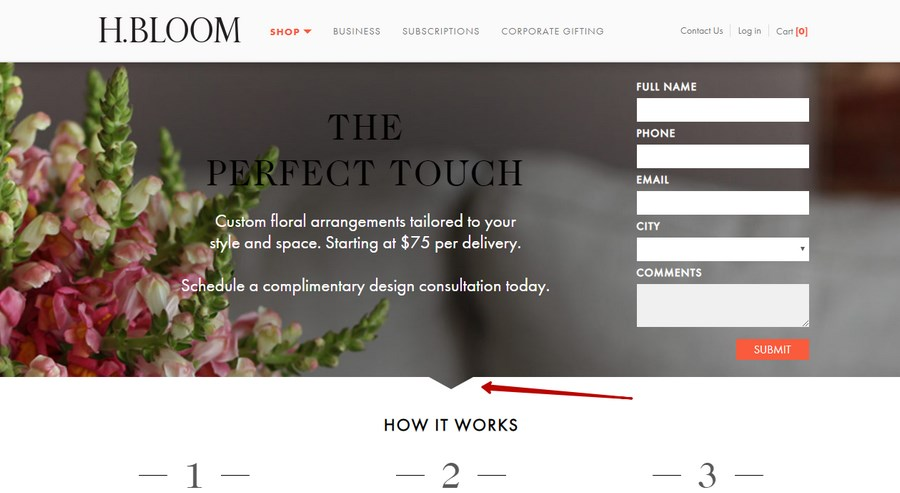 H.BLOOM
SHOP
BUSINESS
SUBSCRIPTIONS
CORPORATE GIFTING
Contact Us
Log in
Cart [0]
THE
PERFECT TOUCH
Custom floral arrangements tailored to your
style and space. Starting at $75 per delivery.
Schedule a complimentary design consultation today.
FULL NAME
PHONE
EMAIL
CITY
COMMENTS
SUBMIT
HOW IT WORKS
1
2
3